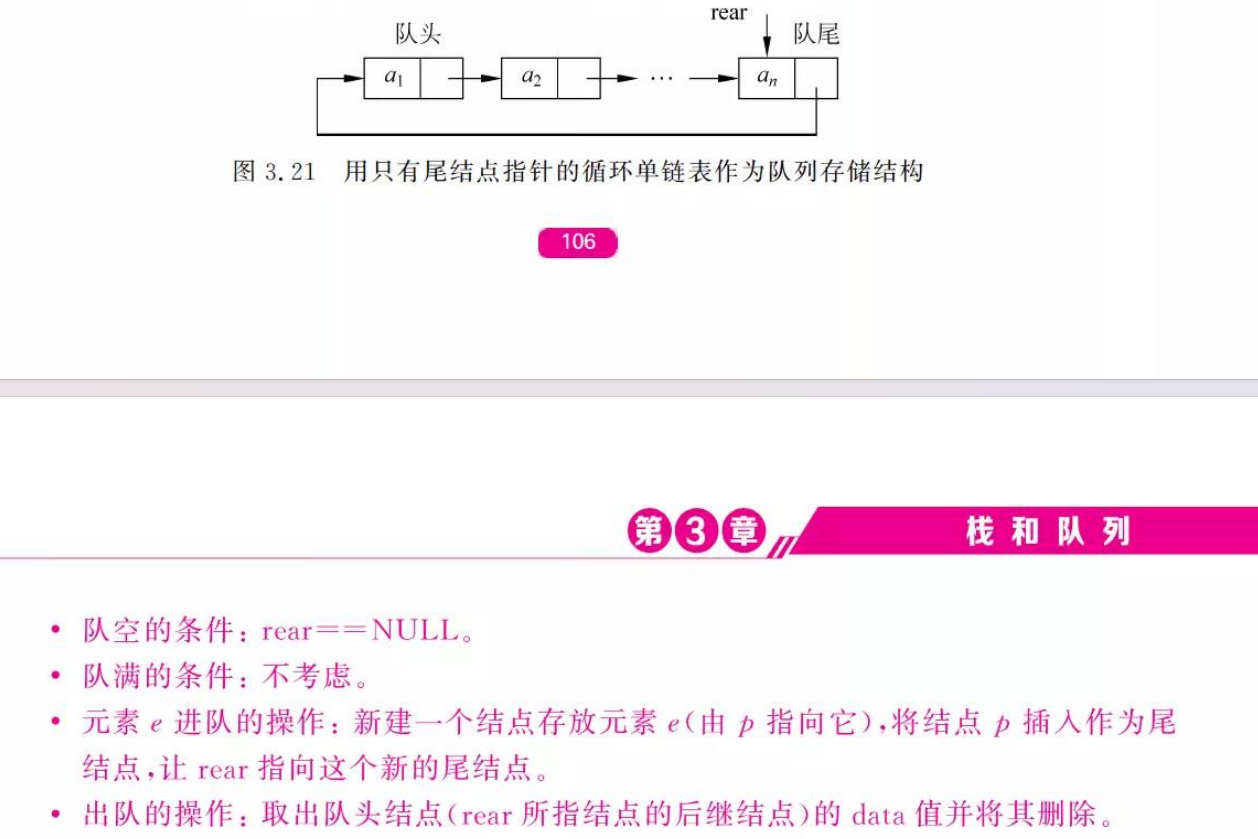 rear
队头
队尾
a1 a2 … an
图 3.21 用只有尾结点指针的循环单链表作为队列存储结构
106
第3章 栈和队列
• 队空的条件：rear==NULL。
• 队满的条件：不考虑。
• 元素 e 进队的操作：新建一个结点存放元素 e(由 p 指向它),将结点 p 插入作为尾
结点,让 rear 指向这个新的尾结点。
• 出队的操作：取出队头结点(rear 所指结点的后继结点)的 data 值并将其删除。